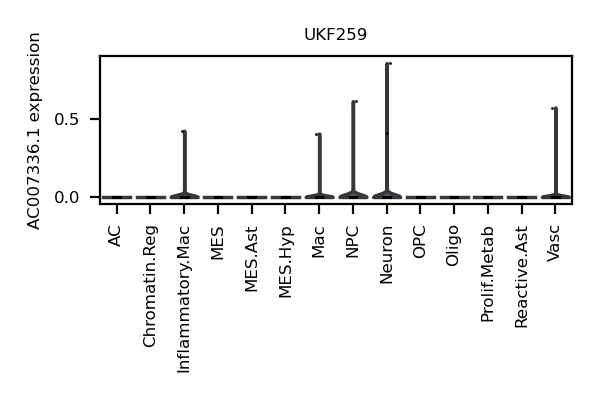 UKF259
AC007336.1 expression
0.5
0.0
AC
Chromatin.Reg
Inflammatory.Mac
MES
MES.Ast
MES.Hyp
Mac
NPC
Neuron
OPC
Oligo
Prolif.Metab
Reactive.Ast
Vasc